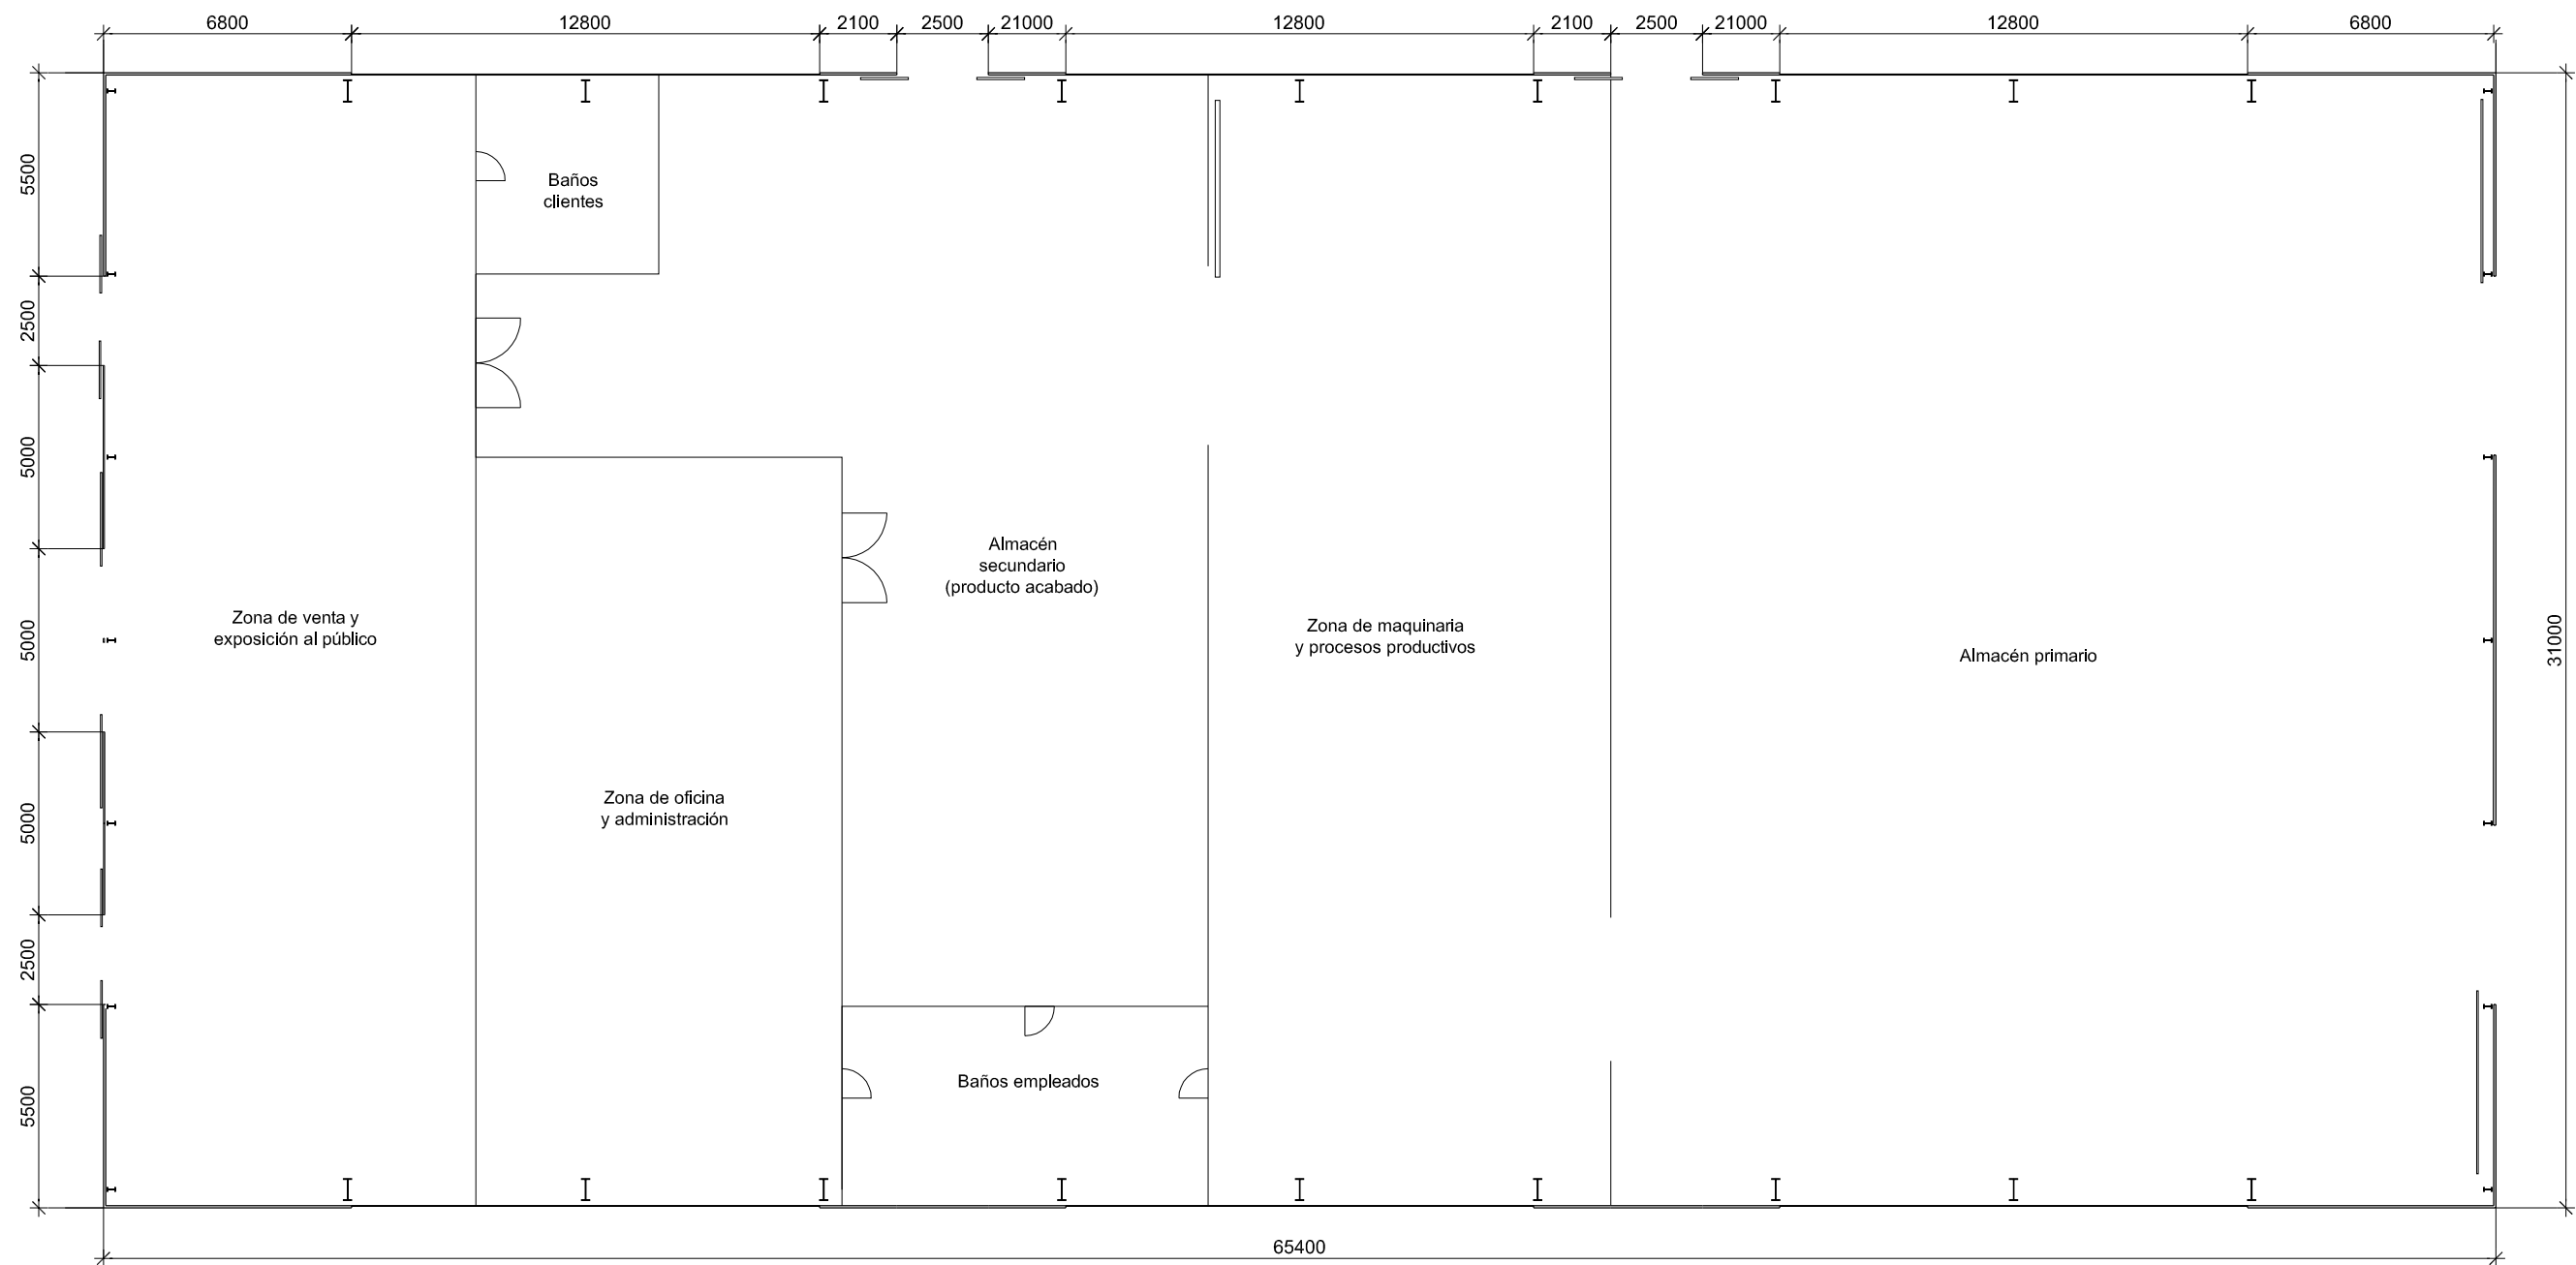 6800
12800
2100
2500
21000
12800
2100
2500
21000
12800
6800
5500
2500
5000
5000
5000
2500
5500
Baños
clientes
Almacén
secundario
(producto acabado)
Zona de venta y
exposición al público
Zona de maquinaria
y procesos productivos
Almacén primario
31000
Zona de oficina
y administración
Baños empleados
65400